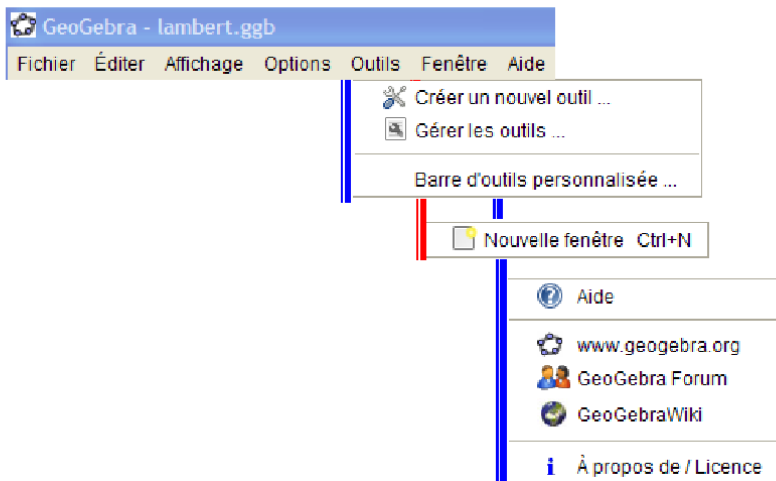 GeoGebra - lambert.ggb
Fichier Éditer Affichage Options Outils Fenêtre Aide
Créer un nouvel outil ...
Gérer les outils ...
Barre d'outils personnalisée ...
Nouvelle fenêtre Ctrl+N
Aide
www.geogebra.org
GeoGebra Forum
GeoGebraWiki
À propos de / Licence